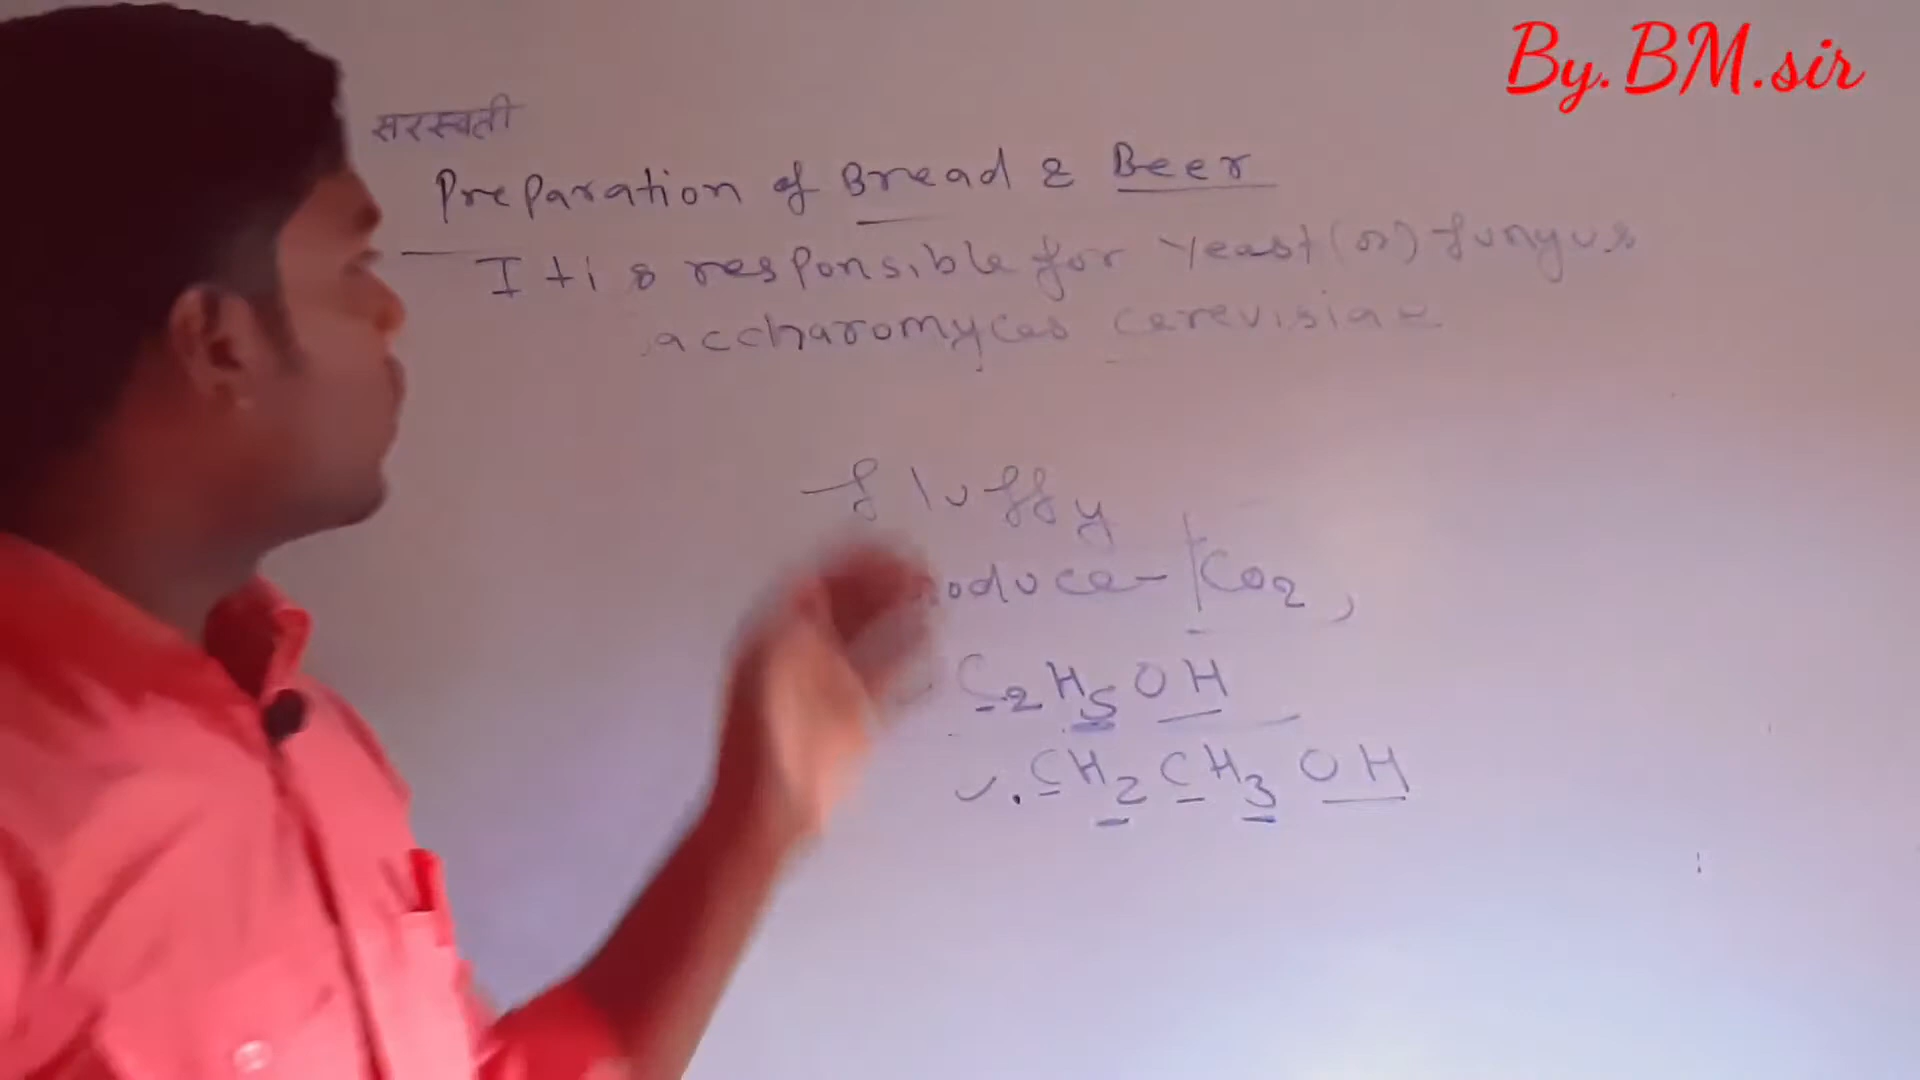 By.BM.sir
सरस्वती
Preparation of Bread & Beer
It is responsible for Yeast (or) fungus
accharomyces cerevisiae
fluffy
oduce - CO2,
C2H5OH
CH2CH3OH